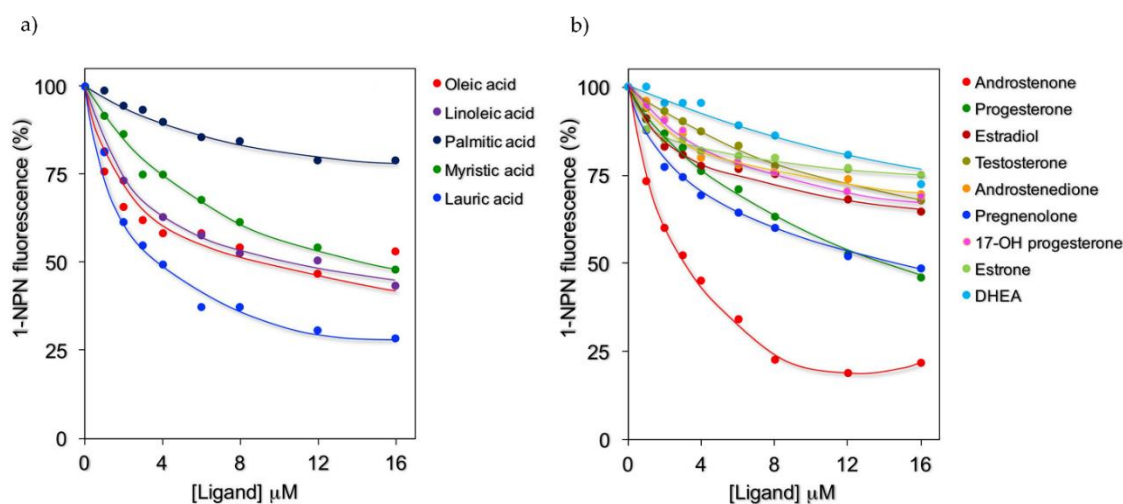 a)
1-NPN fluorescence (%)
100
75
50
25
0
0 4 8 12 16
[Ligand] μM
Oleic acid
Linoleic acid
Palmitic acid
Myristic acid
Lauric acid
b)
1-NPN fluorescence (%)
100
75
50
25
0
0 4 8 12 16
[Ligand] μM
Androstenone
Progesterone
Estradiol
Testosterone
Androstenedione
Pregnenolone
17-OH progesterone
Estrone
DHEA